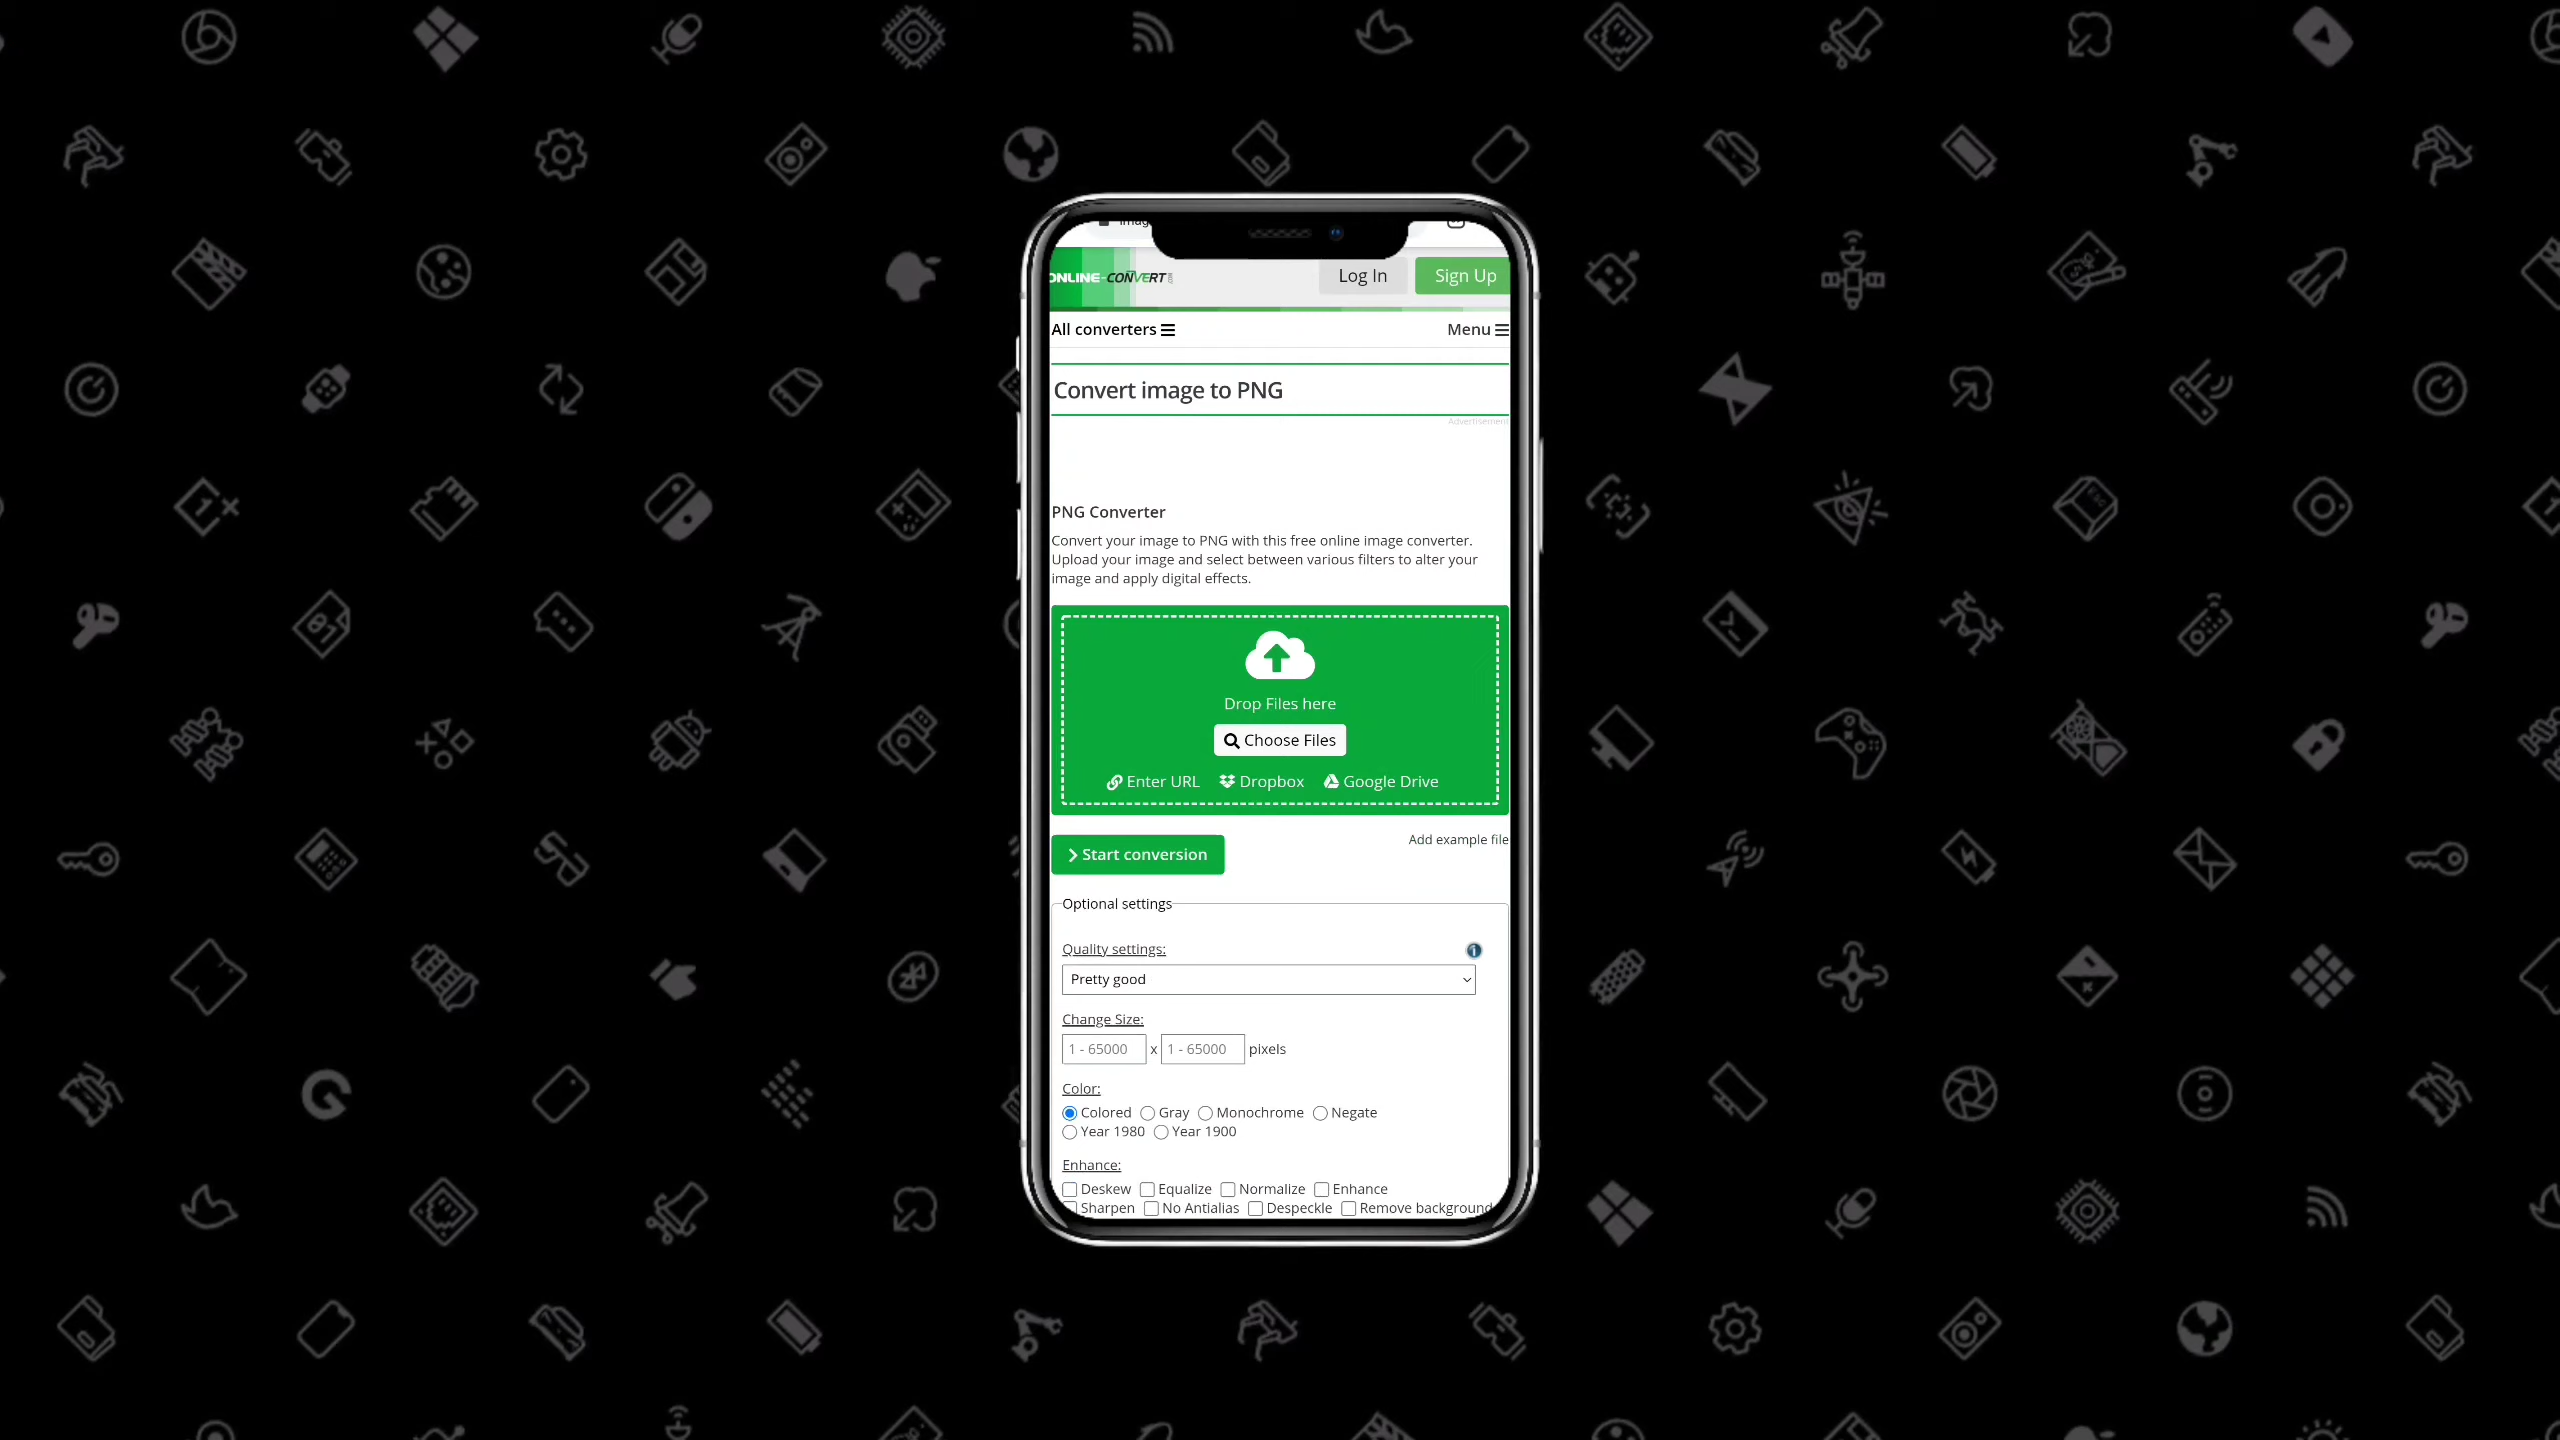 ONLINE-CONVERT
Log In
Sign Up
All converters
Menu
Convert image to PNG
Advertisement
PNG Converter
Convert your image to PNG with this free online image converter.
Upload your image and select between various filters to alter your
image and apply digital effects.
Drop Files here
Choose Files
Enter URL Dropbox Google Drive
Start conversion
Add example file
Optional settings
Quality settings:
Pretty good
Change Size:
1 - 65000 x 1 - 65000 pixels
Color:
Colored Gray Monochrome Negate
Year 1980 Year 1900
Enhance:
Deskew Equalize Normalize Enhance
Sharpen No Antialias Despeckle Remove background